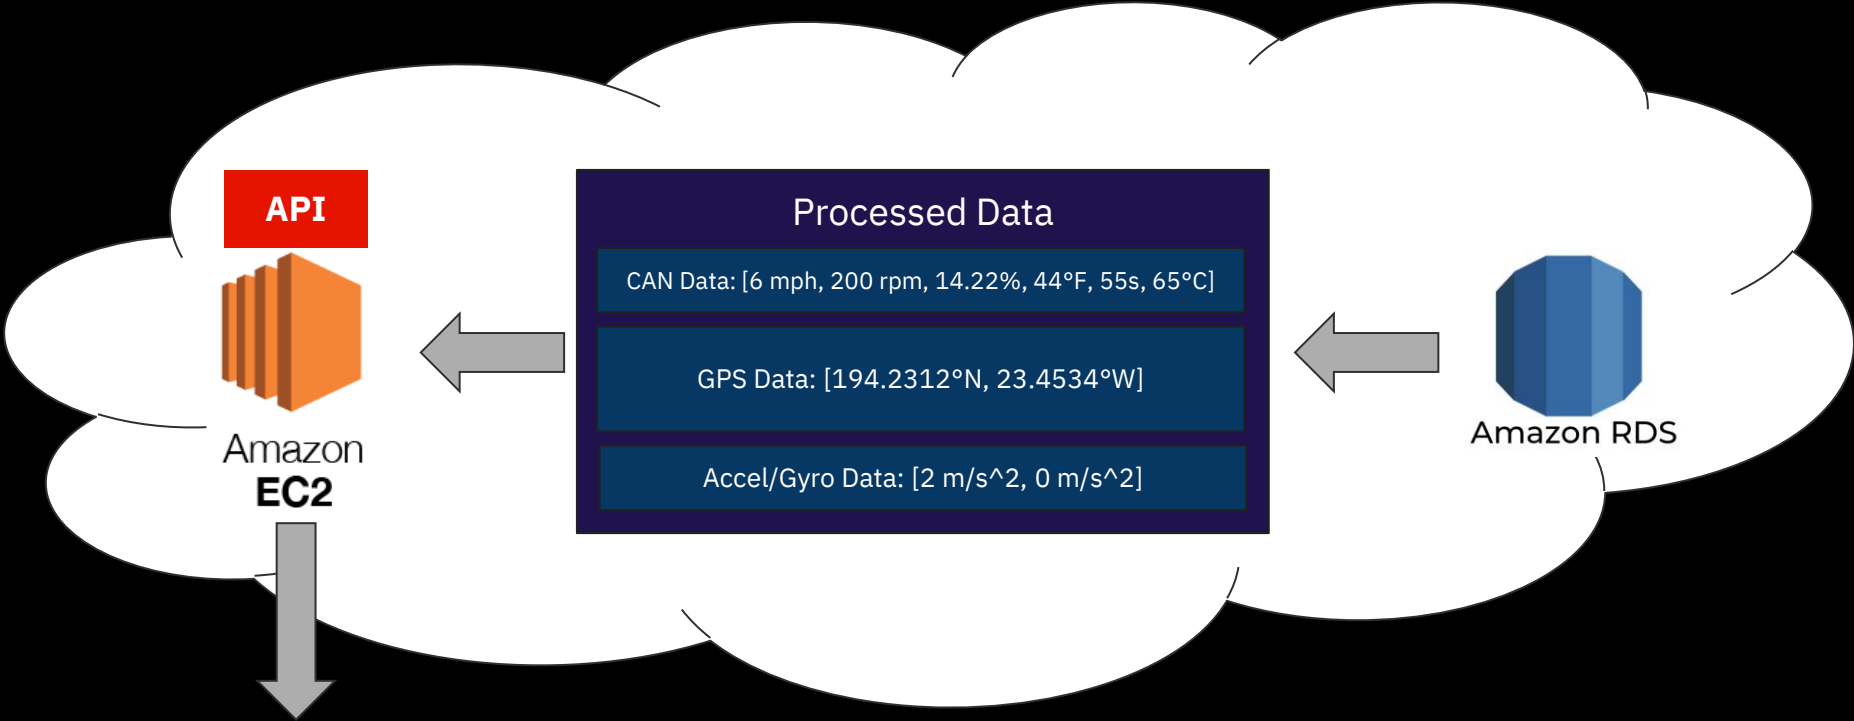 API
Processed Data
CAN Data: [6 mph, 200 rpm, 14.22%, 44°F, 55s, 65°C]
GPS Data: [194.2312°N, 23.4534°W]
Accel/Gyro Data: [2 m/s^2, 0 m/s^2]
Amazon
EC2
Amazon RDS